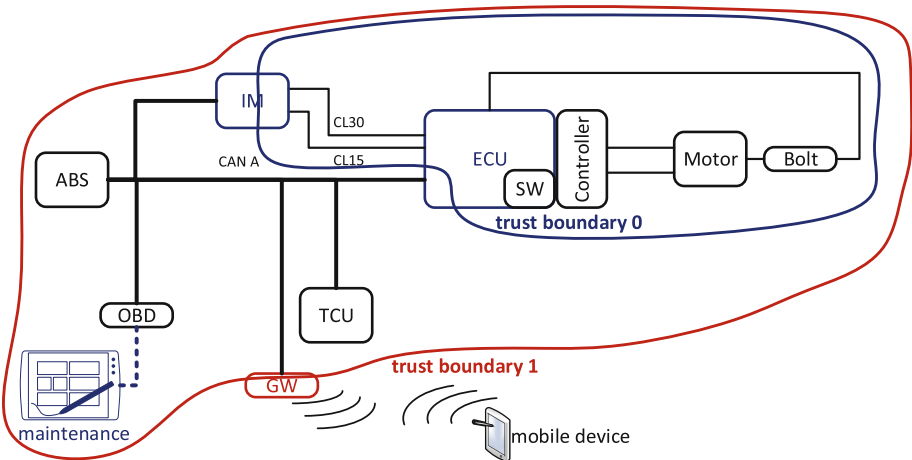 IM
CL30
CAN A
CL15
ABS
ECU
SW
Controller
Motor
Bolt
trust boundary 0
OBD
TCU
trust boundary 1
GW
maintenance
mobile device